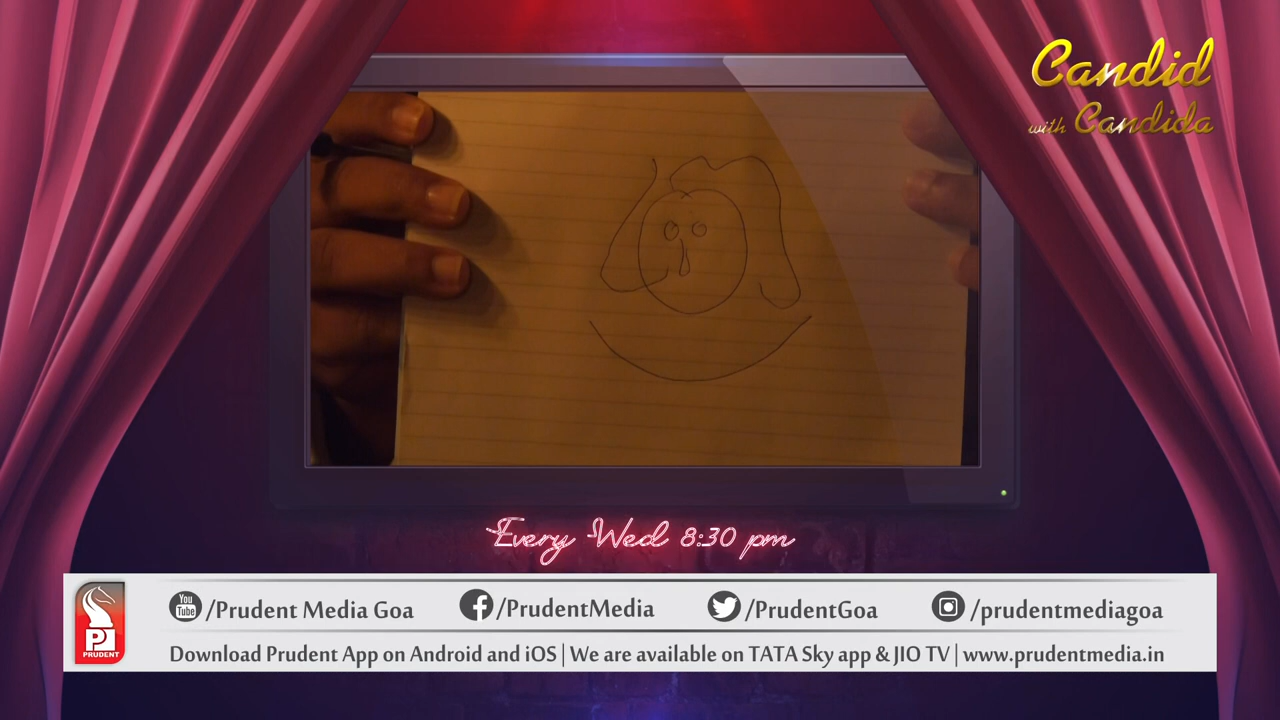 Candid
with Candida
Every Wed 8:30 pm
You Tube /Prudent Media Goa /PrudentMedia /PrudentGoa /prudentmediagoa
PRUDENT
Download Prudent App on Android and iOS | We are available on TATA Sky app & JIO TV | www.prudentmedia.in